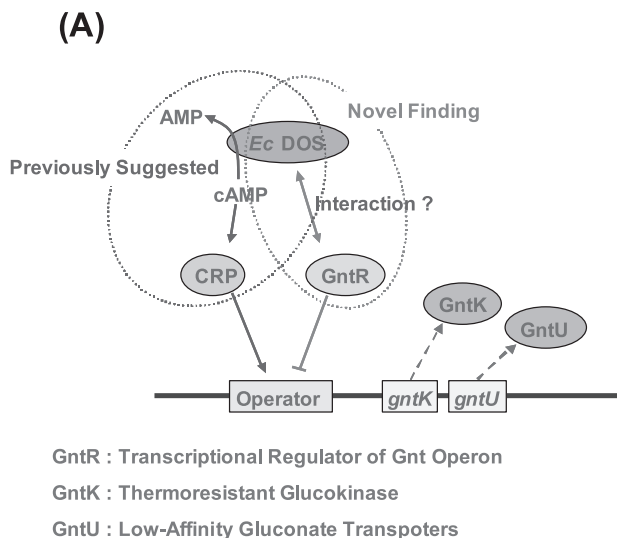 (A)
AMP
Novel Finding
Ec DOS
Previously Suggested
cAMP
Interaction ?
CRP
GntR
GntK
GntU
Operator
gntK
gntU
GntR : Transcriptional Regulator of Gnt Operon
GntK : Thermoresistant Glucokinase
GntU : Low-Affinity Gluconate Transpoters